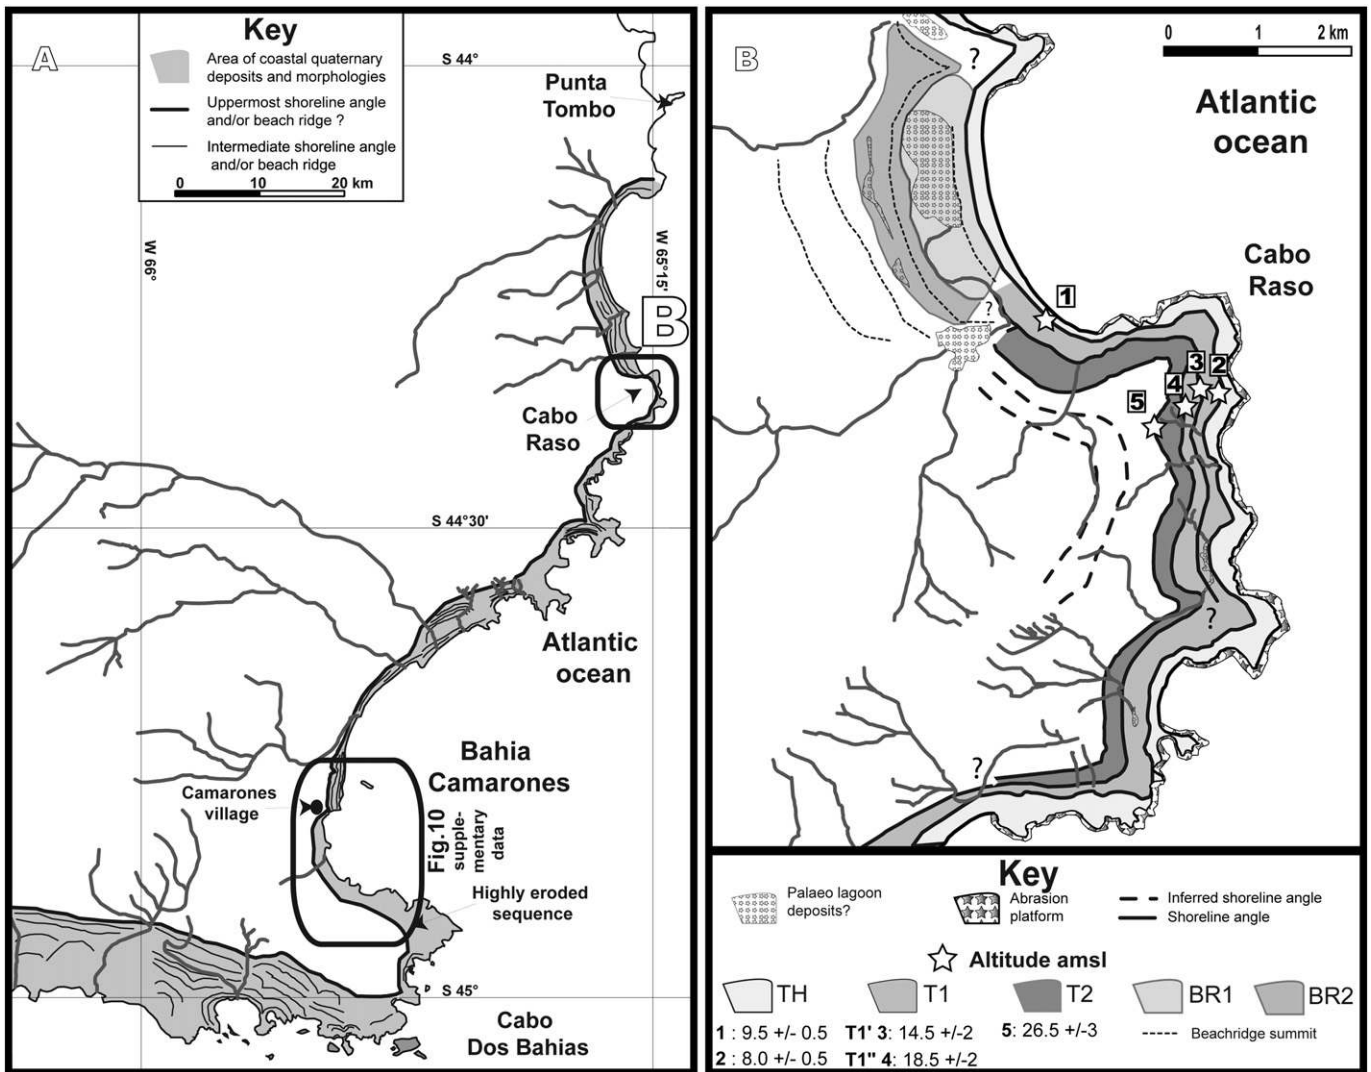 A
Key
Area of coastal quaternary
deposits and morphologies
Uppermost shoreline angle
and/or beach ridge ?
Intermediate shoreline angle
and/or beach ridge
0 10 20 km
S 44°
Punta
Tombo
W 66°
W 65°15'
B
Cabo
Raso
S 44°30'
Atlantic
ocean
Bahia
Camarones
Camarones
village
Fig.10
supple-
mentary
data
Highly eroded
sequence
S 45°
Cabo
Dos Bahias
B
0 1 2 km
?
Atlantic
ocean
Cabo
Raso
1
?
3 2
4
5
?
?
Key
Palaeo lagoon
deposits?
Abrasion
platform
Inferred shoreline angle
Shoreline angle
Altitude amsl
TH T1 T2 BR1 BR2
1 : 9.5 +/- 0.5 T1' 3: 14.5 +/-2 5: 26.5 +/-3 Beachridge summit
2 : 8.0 +/- 0.5 T1" 4: 18.5 +/-2